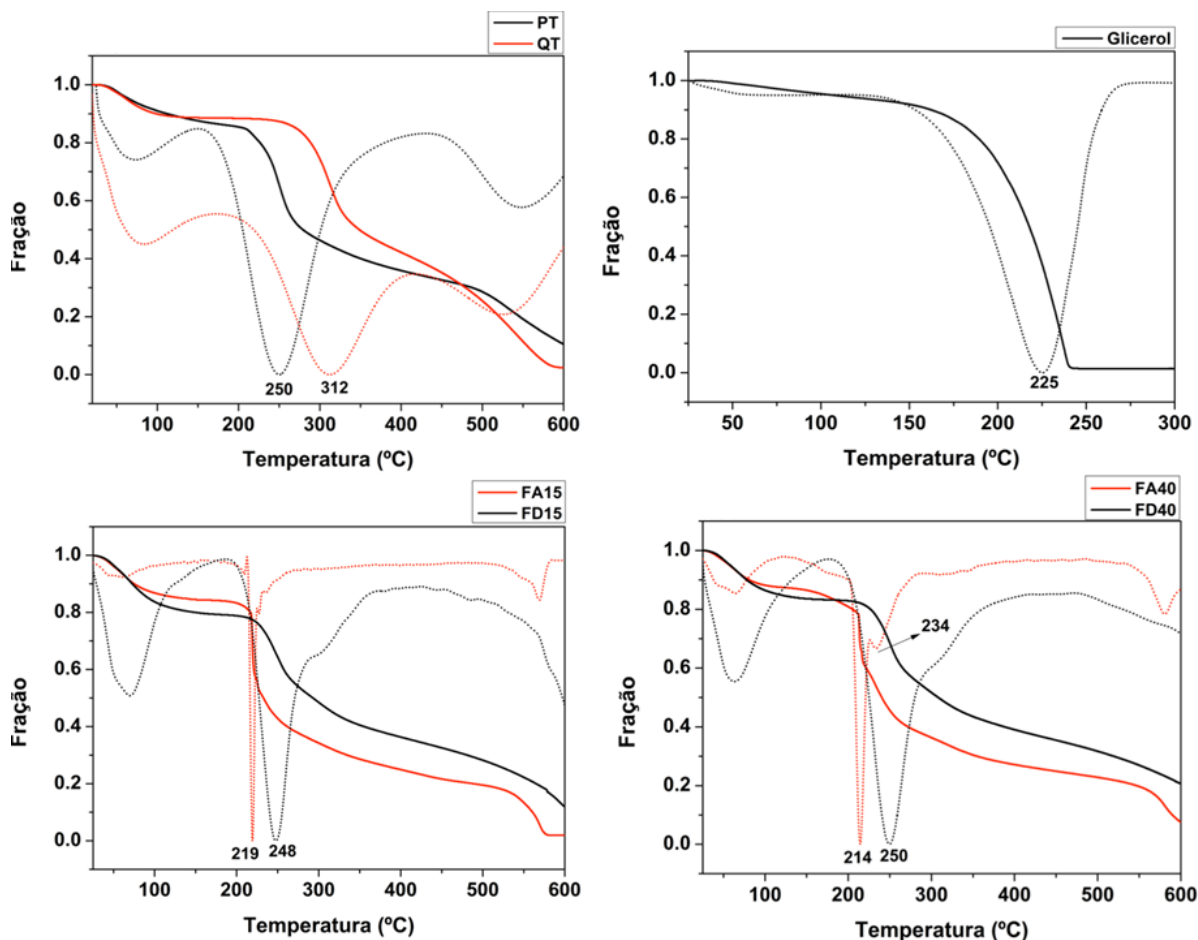 PT
QT
Fração
1.0
0.8
0.6
0.4
0.2
0.0
250
312
100 200 300 400 500 600
Temperatura (ºC)
Glicerol
Fração
1.0
0.8
0.6
0.4
0.2
0.0
225
50 100 150 200 250 300
Temperatura (ºC)
FA15
FD15
Fração
1.0
0.8
0.6
0.4
0.2
0.0
219 248
100 200 300 400 500 600
Temperatura (ºC)
FA40
FD40
Fração
1.0
0.8
0.6
0.4
0.2
0.0
234
214 250
100 200 300 400 500 600
Temperatura (ºC)